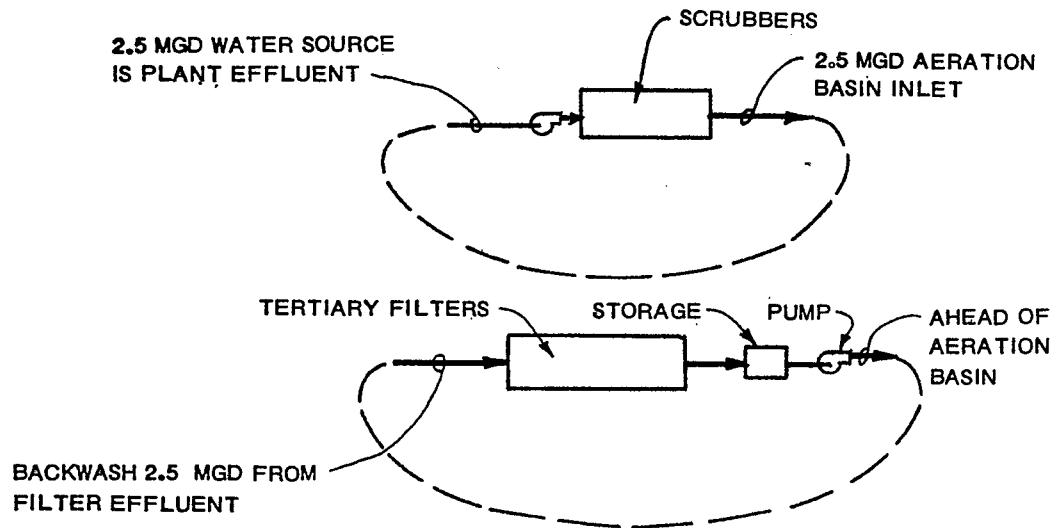 SCRUBBERS
2.5 MGD WATER SOURCE
IS PLANT EFFLUENT
2.5 MGD AERATION
BASIN INLET
TERTIARY FILTERS
STORAGE
PUMP
AHEAD OF
AERATION
BASIN
BACKWASH 2.5 MGD FROM
FILTER EFFLUENT